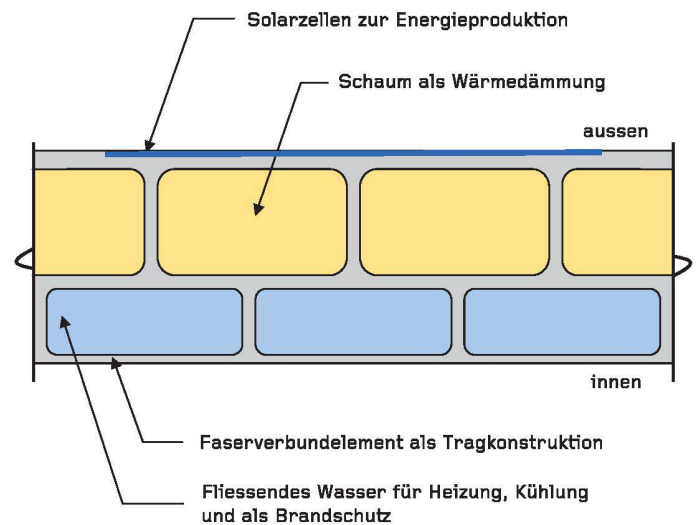 Solarzellen zur Energieproduktion
Schaum als Wärmedämmung
aussen
innen
Faserverbundelement als Tragkonstruktion
Fliessendes Wasser für Heizung, Kühlung
und als Brandschutz